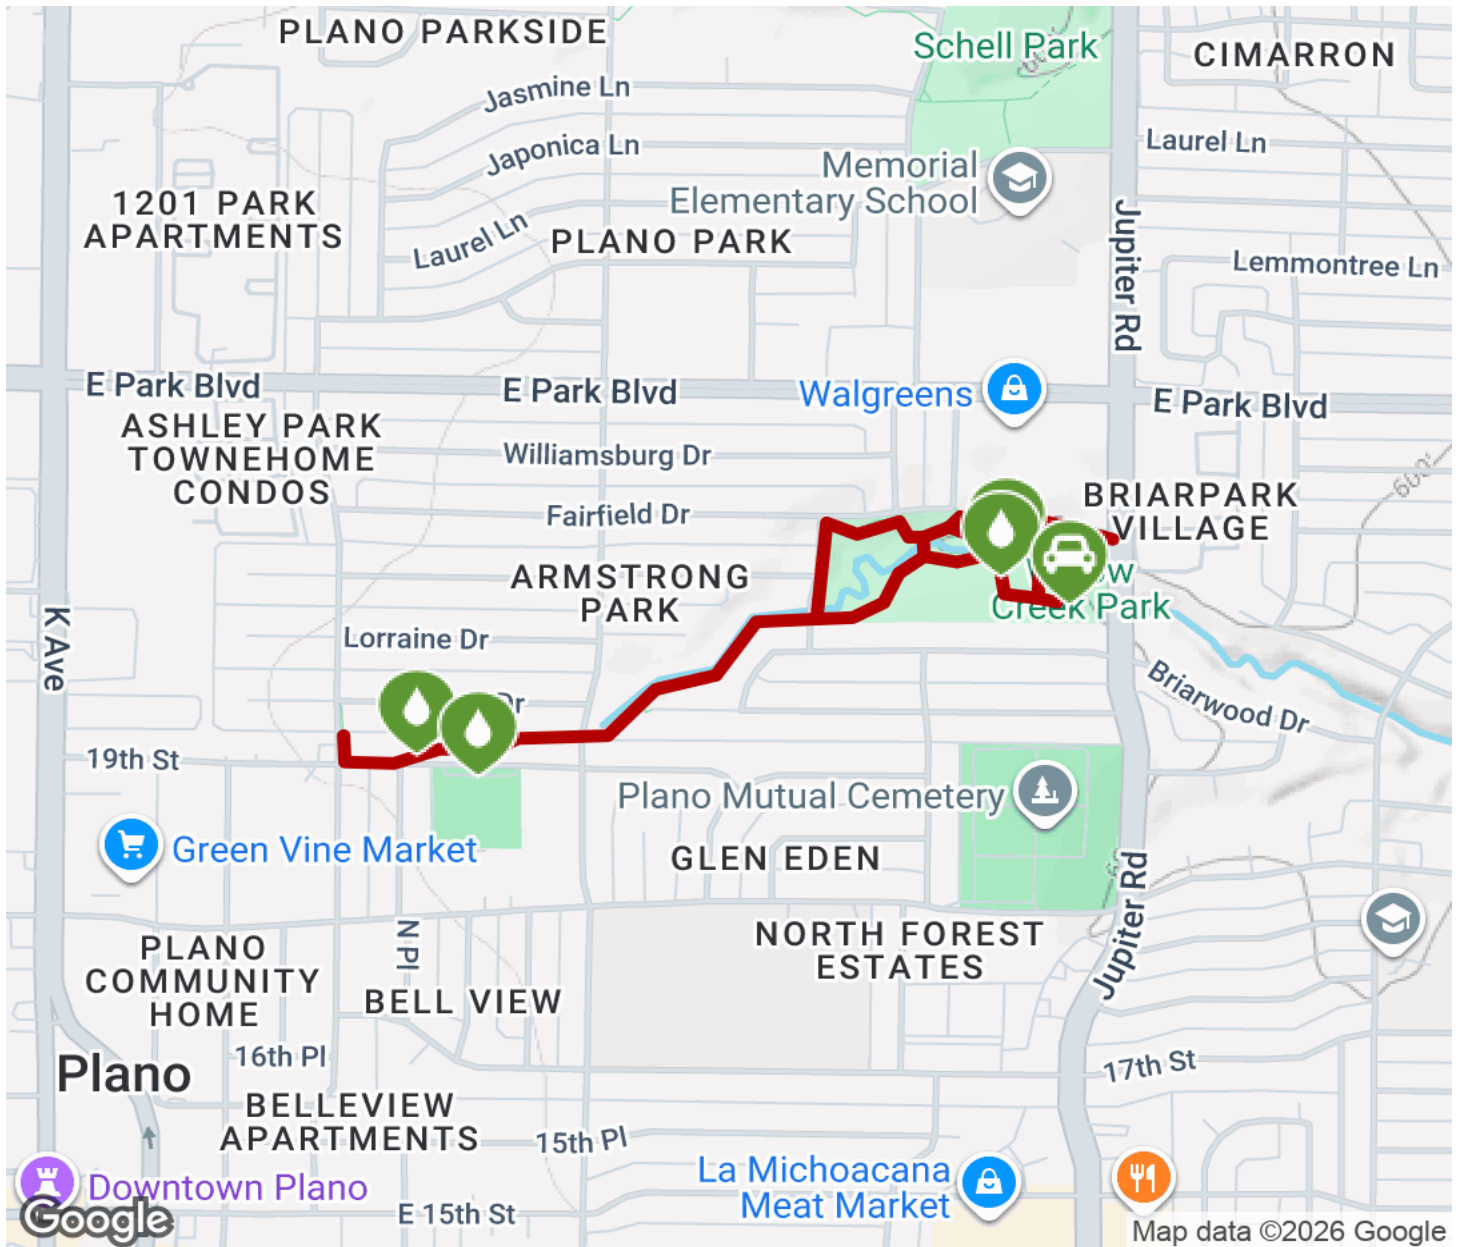 PLANO PARKSIDE
Schell Park
CIMARRON
Jasmine Ln
Japonica Ln
Laurel Ln
Memorial
Elementary School
1201 PARK
APARTMENTS
Laurel Ln
PLANO PARK
Jupiter Rd
Lemmontree Ln
E Park Blvd
E Park Blvd
Walgreens
E Park Blvd
ASHLEY PARK
TOWNEHOME
CONDOS
Williamsburg Dr
600'
Fairfield Dr
BRIARPARK
VILLAGE
ARMSTRONG
PARK
Creek Park
K Ave
Lorraine Dr
Dr
Briarwood Dr
19th St
Plano Mutual Cemetery
Green Vine Market
GLEN EDEN
Jupiter Rd
N Pl
NORTH FOREST
ESTATES
PLANO
COMMUNITY
HOME
BELL VIEW
Jupiter Rd
16th Pl
Plano
17th St
BELLEVIEW
APARTMENTS
15th Pl
La Michoacana
Meat Market
Downtown Plano
E 15th St
Google
Map data ©2026 Google